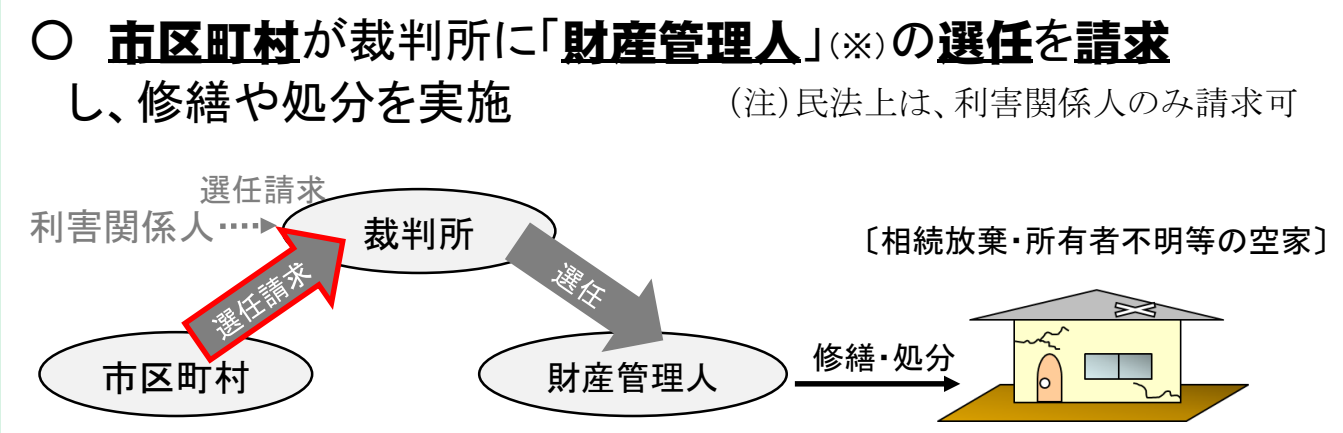 ○ 市区町村が裁判所に「財産管理人」(※)の選任を請求
し、修繕や処分を実施
(注)民法上は、利害関係人のみ請求可
選任請求
利害関係人
裁判所
〔相続放棄・所有者不明等の空家〕
選任請求
選任
市区町村
財産管理人
修繕・処分